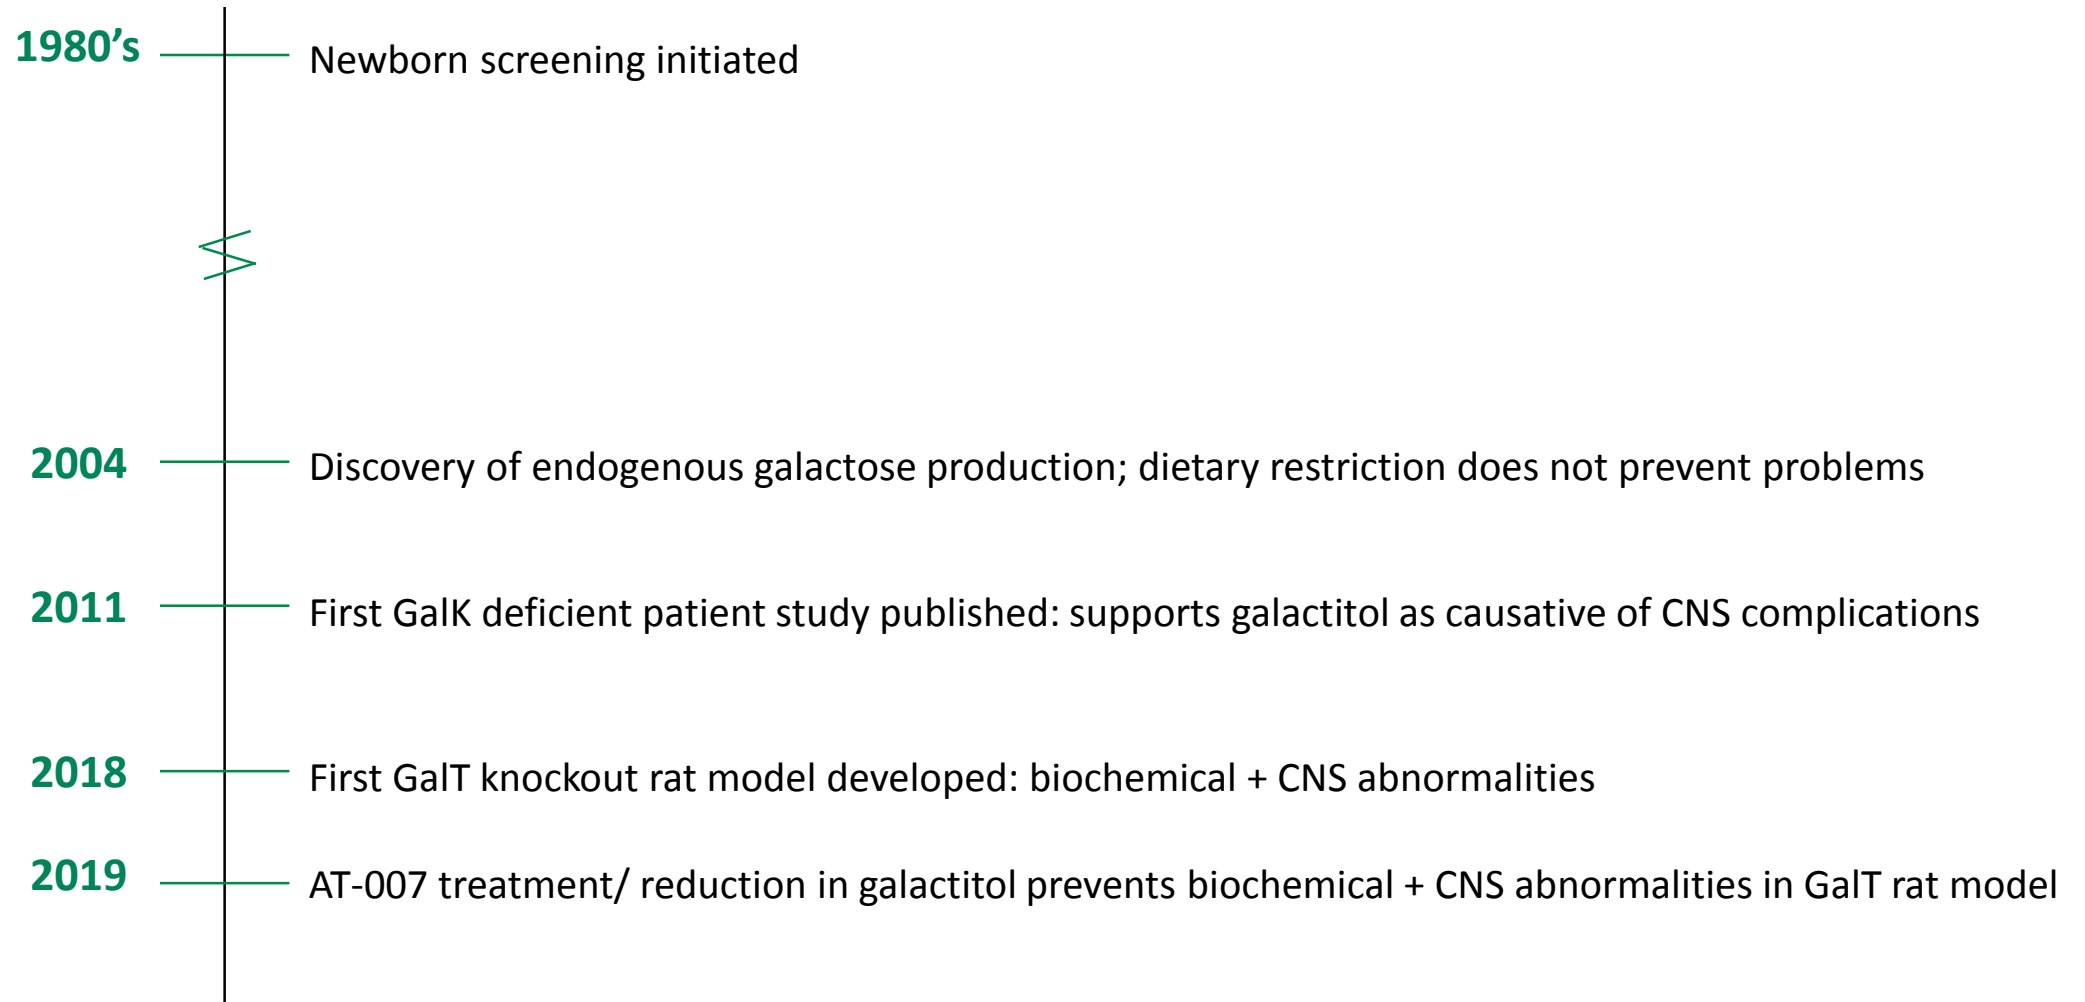 1980’s Newborn screening initiated
2004 Discovery of endogenous galactose production; dietary restriction does not prevent problems
2011 First GalK deficient patient study published: supports galactitol as causative of CNS complications
2018 First GalT knockout rat model developed: biochemical + CNS abnormalities
2019 AT-007 treatment/ reduction in galactitol prevents biochemical + CNS abnormalities in GalT rat model